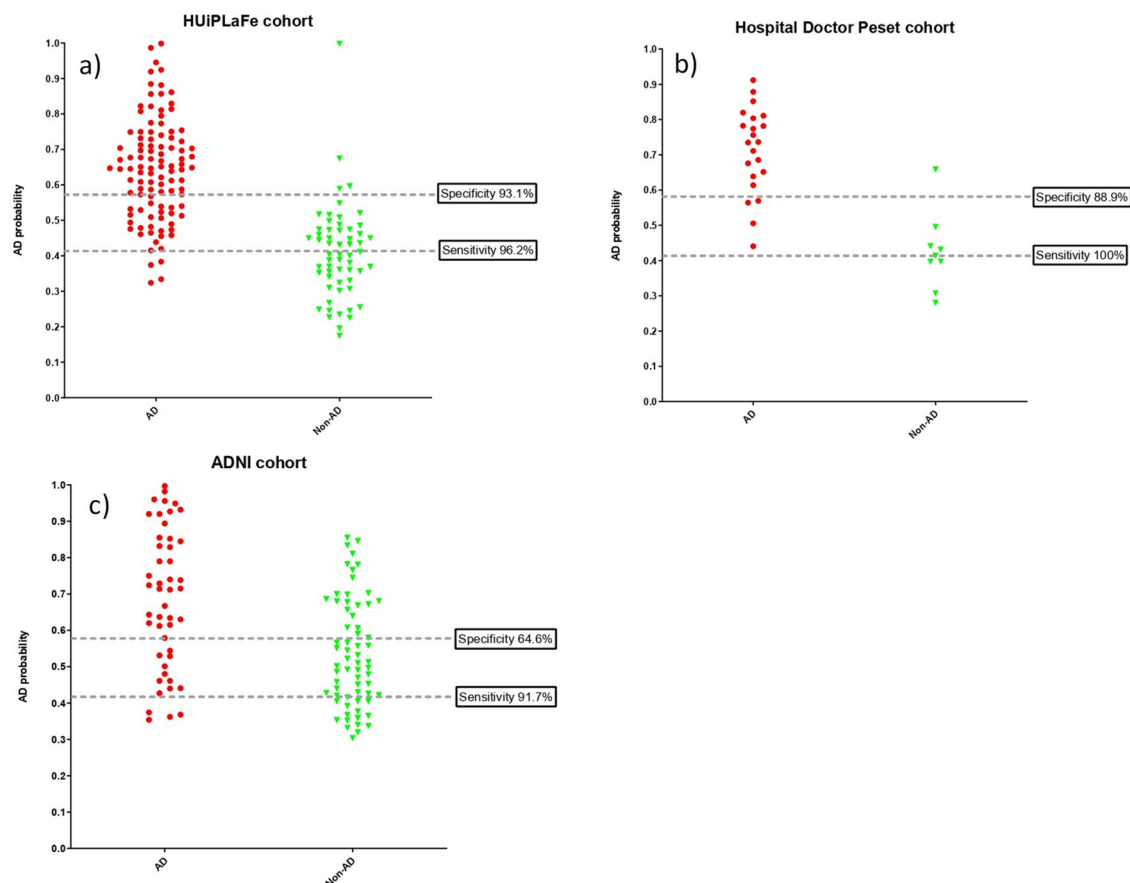 HUiPLaFe cohort
a)
1.0
0.9
0.8
0.7
0.6
0.5
0.4
0.3
0.2
0.1
0.0
AD probability
Specificity 93.1%
Sensitivity 96.2%
AD
Non-AD
Hospital Doctor Peset cohort
b)
1.0
0.9
0.8
0.7
0.6
0.5
0.4
0.3
0.2
0.1
0.0
AD probability
Specificity 88.9%
Sensitivity 100%
AD
Non-AD
ADNI cohort
c)
1.0
0.9
0.8
0.7
0.6
0.5
0.4
0.3
0.2
0.1
0.0
AD probability
Specificity 64.6%
Sensitivity 91.7%
AD
Non-AD